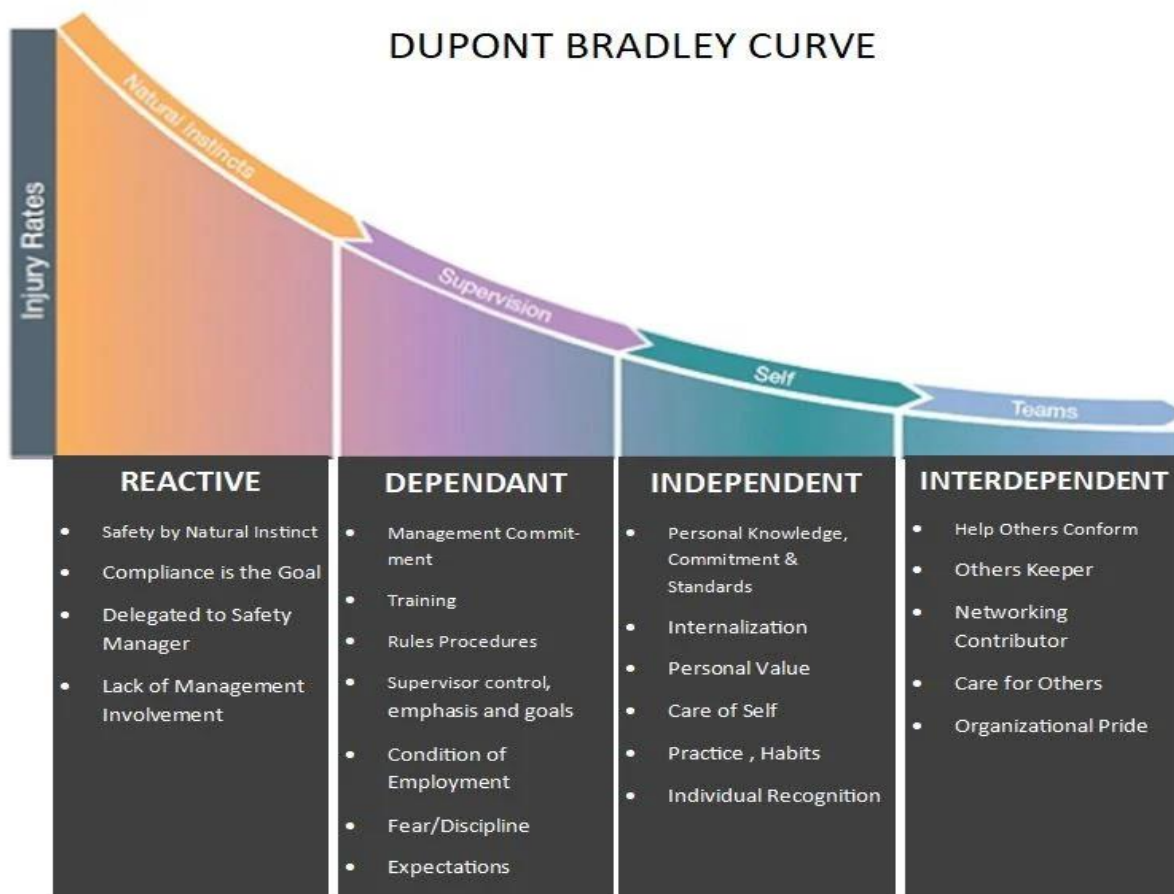 DUPONT BRADLEY CURVE
Injury Rates
Natural Instincts
Supervision
Self
Teams
REACTIVE
• Safety by Natural Instinct
• Compliance is the Goal
• Delegated to Safety
Manager
• Lack of Management
Involvement
DEPENDANT
• Management Commit-
ment
• Training
• Rules Procedures
• Supervisor control,
emphasis and goals
• Condition of
Employment
• Fear/Discipline
• Expectations
INDEPENDENT
• Personal Knowledge,
Commitment &
Standards
• Internalization
• Personal Value
• Care of Self
• Practice , Habits
• Individual Recognition
INTERDEPENDENT
• Help Others Conform
• Others Keeper
• Networking
Contributor
• Care for Others
• Organizational Pride